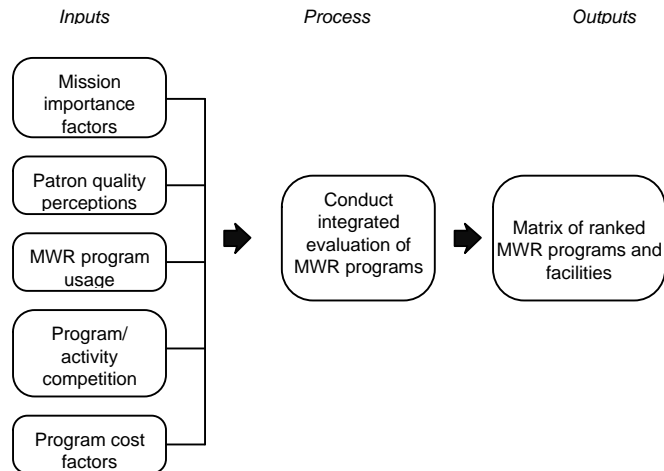 Inputs
Process
Outputs
Mission
importance
factors
Patron quality
perceptions
MWR program
usage
Program/
activity
competition
Program cost
factors
Conduct
integrated
evaluation of
MWR programs
Matrix of ranked
MWR programs and
facilities